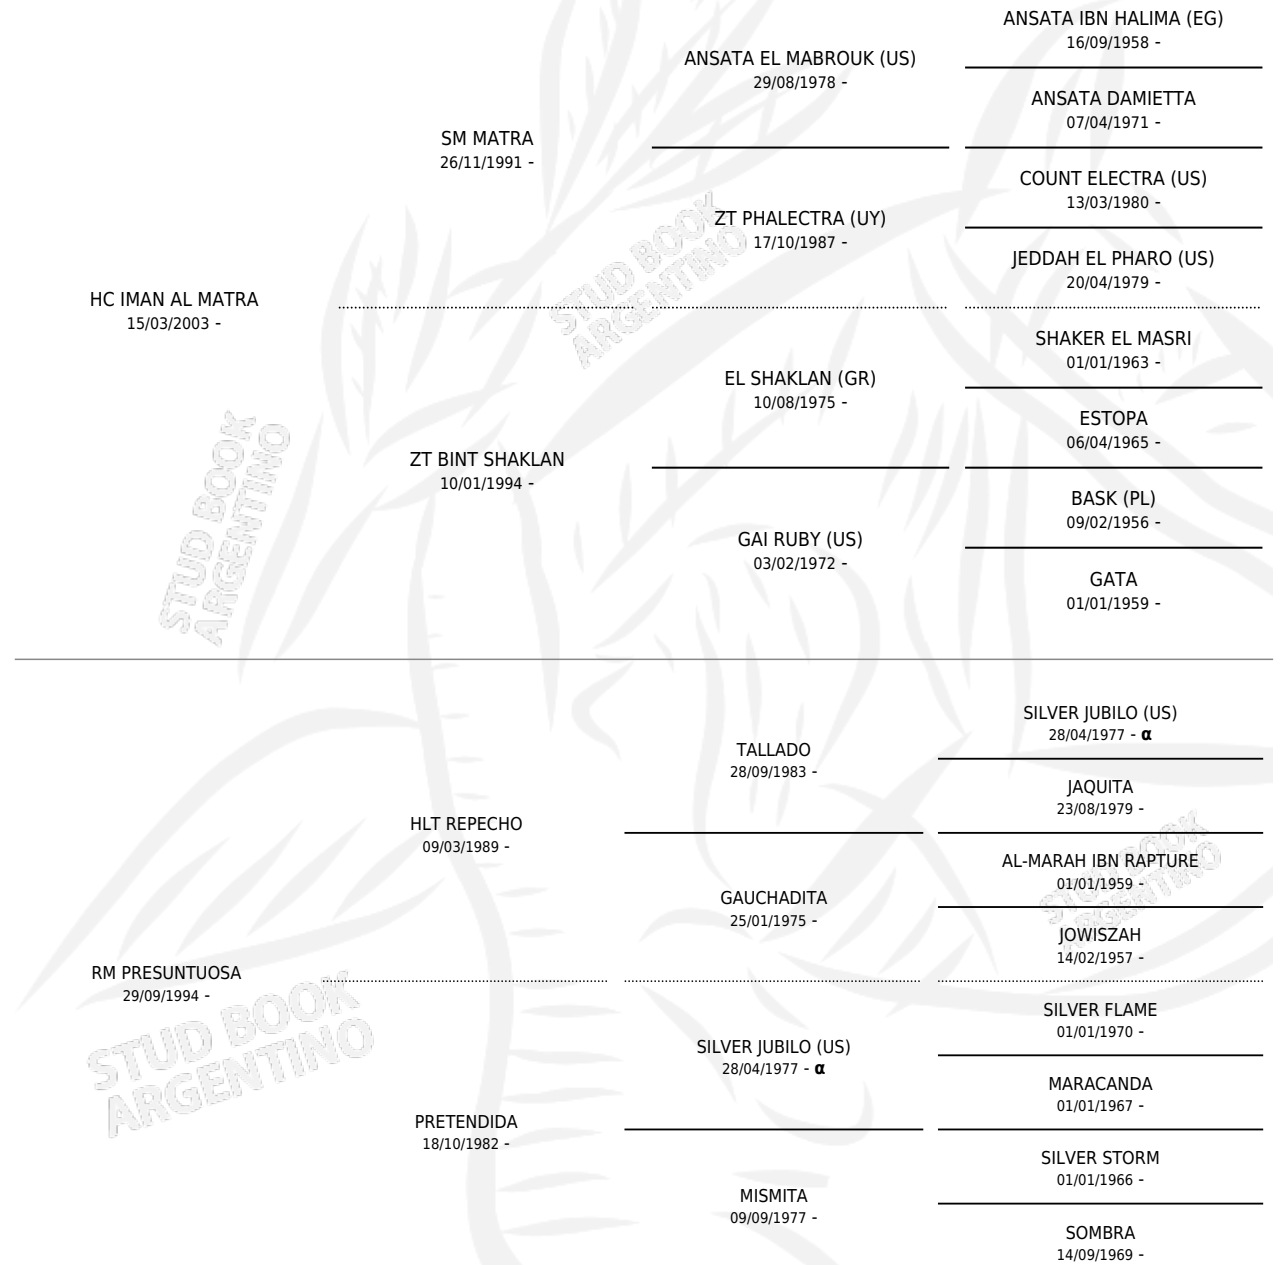 ANSATA IBN HALIMA (EG)
16/09/1958 -
ANSATA EL MABROUK (US)
29/08/1978 -
ANSATA DAMIETTA
07/04/1971 -
SM MATRA
26/11/1991 -
COUNT ELECTRA (US)
13/03/1980 -
ZT PHALECTRA (UY)
17/10/1987 -
JEDDAH EL PHARO (US)
20/04/1979 -
HC IMAN AL MATRA
15/03/2003 -
SHAKER EL MASRI
01/01/1963 -
EL SHAKLAN (GR)
10/08/1975 -
ESTOPA
06/04/1965 -
ZT BINT SHAKLAN
10/01/1994 -
BASK (PL)
09/02/1956 -
GAI RUBY (US)
03/02/1972 -
GATA
01/01/1959 -
SILVER JUBILO (US)
28/04/1977 - α
TALLADO
28/09/1983 -
JAQUITA
23/08/1979 -
HLT REPECHO
09/03/1989 -
AL-MARAH IBN RAPTURE
01/01/1959 -
GAUCHADITA
25/01/1975 -
JOWISZAH
14/02/1957 -
RM PRESUNTUOSA
29/09/1994 -
SILVER FLAME
01/01/1970 -
SILVER JUBILO (US)
28/04/1977 - α
MARACANDA
01/01/1967 -
PRETENDIDA
18/10/1982 -
SILVER STORM
01/01/1966 -
MISMITA
09/09/1977 -
SOMBRA
14/09/1969 -
STUD BOOK
ARGENTINO
STUD BOOK
ARGENTINO
STUD BOOK
ARGENTINO
STUD BOOK
ARGENTINO